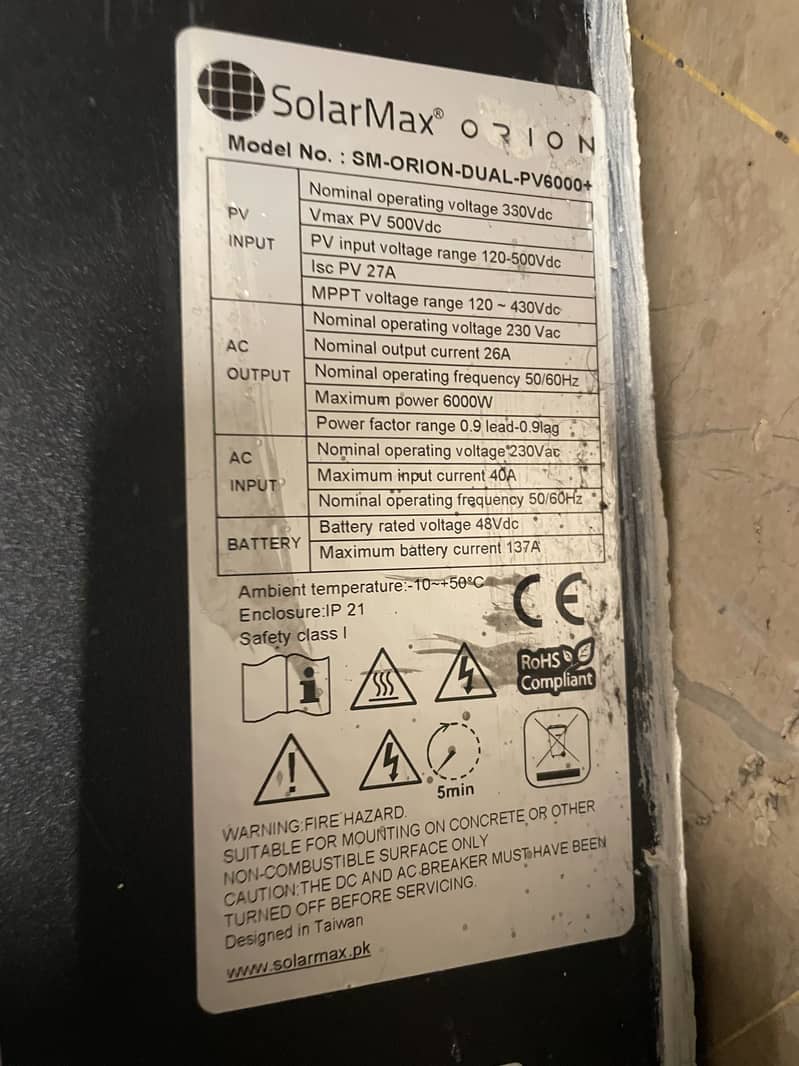 SolarMax® ORION
Model No. : SM-ORION-DUAL-PV6000+
PV INPUT
Nominal operating voltage 330Vdc
Vmax PV 500Vdc
PV input voltage range 120-500Vdc
Isc PV 27A
MPPT voltage range 120 ~ 430Vdc
AC OUTPUT
Nominal operating voltage 230 Vac
Nominal output current 26A
Nominal operating frequency 50/60Hz
Maximum power 6000W
Power factor range 0.9 lead-0.9lag
AC INPUT
Nominal operating voltage 230Vac
Maximum input current 40A
Nominal operating frequency 50/60Hz
BATTERY
Battery rated voltage 48Vdc
Maximum battery current 137A
Ambient temperature:-10~+50°C
Enclosure:IP 21
Safety class I
CE
RoHS
Compliant
5min
WARNING:FIRE HAZARD.
SUITABLE FOR MOUNTING ON CONCRETE OR OTHER
NON-COMBUSTIBLE SURFACE ONLY
CAUTION:THE DC AND AC BREAKER MUST HAVE BEEN
TURNED OFF BEFORE SERVICING.
Designed in Taiwan
www.solarmax.pk